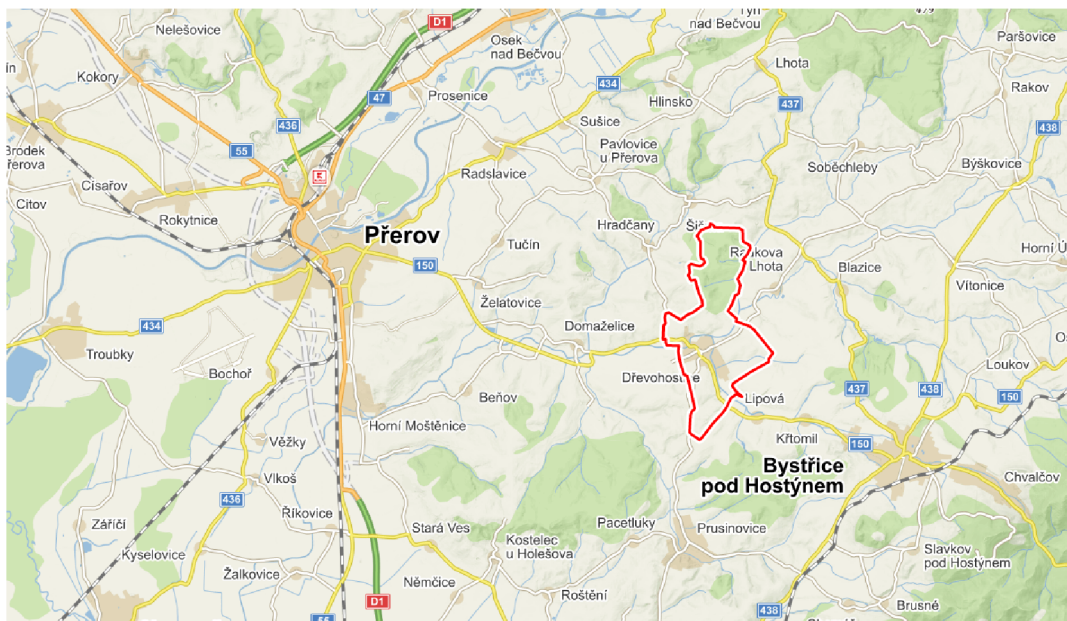 Nelešovice
D1
Osek
nad Bečvou
Týn
nad Bečvou
Paršovice
Kokory
47
Prosenice
434
Lhota
Rakov
436
Hlinsko
437
438
55
Sušice
Brodek
Císařov
Pavlovice
u Přerova
Soběchleby
Býškovice
Radslavice
Citov
Rokytnice
Hradčany
Přerov
Tučín
Lhota
Horní
150
Blazice
Želatovice
Vítonice
434
Domaželice
Troubky
Bochoř
Loukov
Dřevohostice
437
438
150
Beňov
Lipová
Horní Moštěnice
Věžky
Křtomil
150
Vlkoš
Bystřice
pod Hostýnem
Chvalčov
436
Říkovice
Záříčí
Stará Ves
Pacetluky
Prusinovice
Kyselovice
Kostelec
u Holešova
Slavkov
pod Hostýnem
Žalkovice
Němčice
Roštění
D1
Brusné
438
55